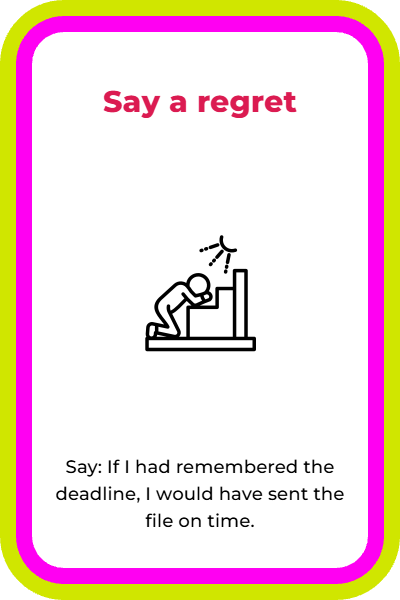 Say a regret
Say: If I had remembered the
deadline, I would have sent the
file on time.